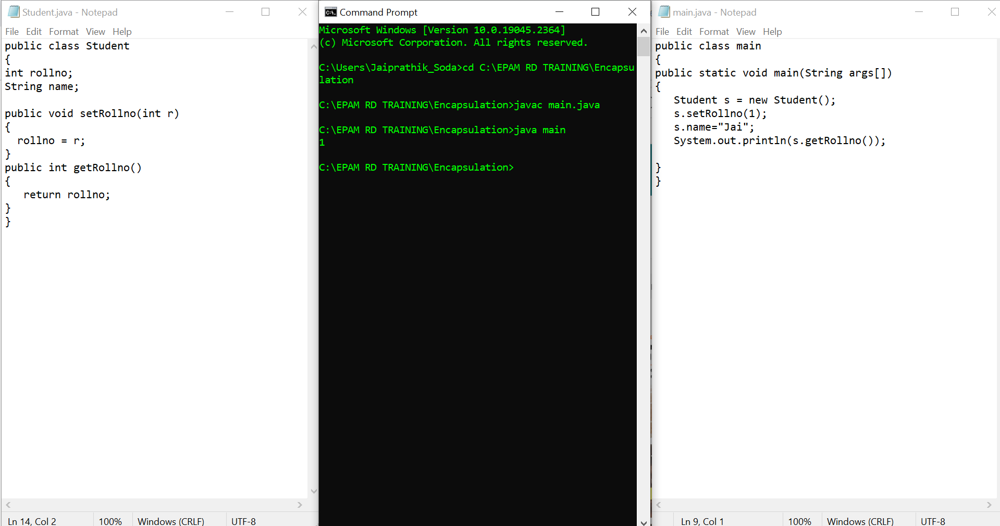 Student.java - Notepad
File Edit Format View Help
public class Student
{
int rollno;
String name;

public void setRollno(int r)
{
  rollno = r;
}
public int getRollno()
{
   return rollno;
}
}
Ln 14, Col 2 100% Windows (CRLF) UTF-8
Command Prompt
Microsoft Windows [Version 10.0.19045.2364]
(c) Microsoft Corporation. All rights reserved.

C:\Users\Jaiprathik_Soda>cd C:\EPAM RD TRAINING\Encapsu
lation

C:\EPAM RD TRAINING\Encapsulation>javac main.java

C:\EPAM RD TRAINING\Encapsulation>java main
1

C:\EPAM RD TRAINING\Encapsulation>
main.java - Notepad
File Edit Format View Help
public class main
{
public static void main(String args[])
{
   Student s = new Student();
   s.setRollno(1);
   s.name="Jai";
   System.out.println(s.getRollno());

}
}
Ln 9, Col 1 100% Windows (CRLF) UTF-8